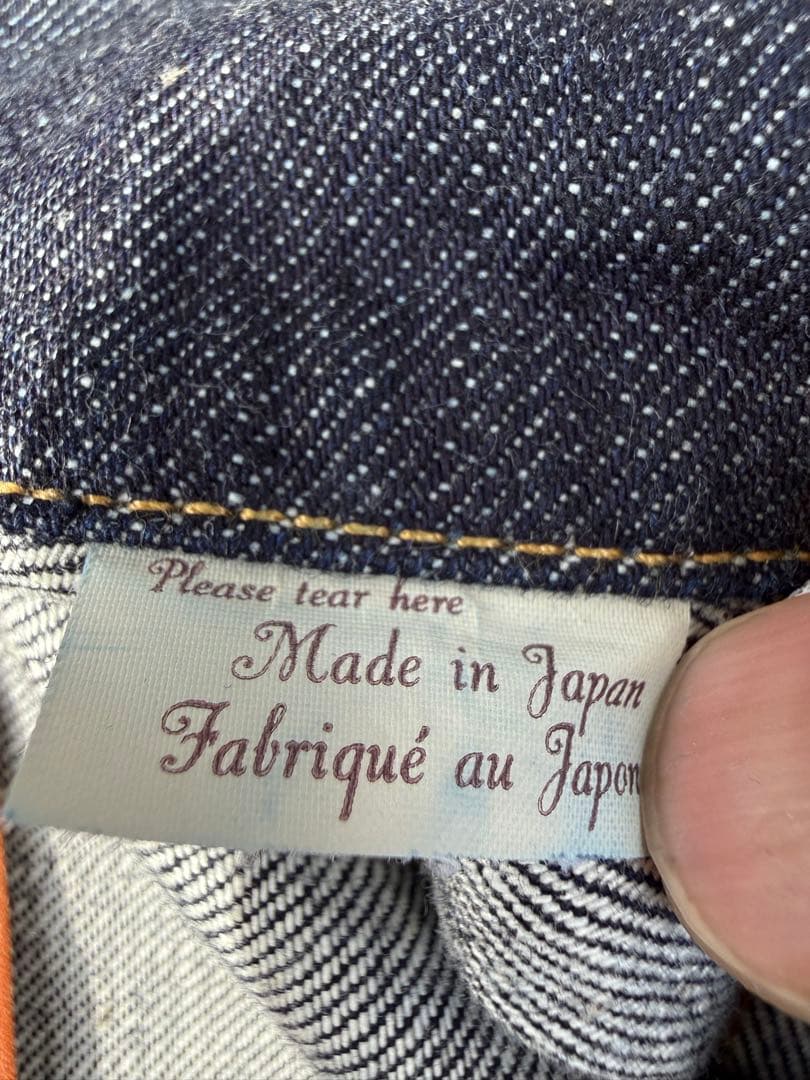 Please tear here
Made in Japan
Fabriqué au Japon